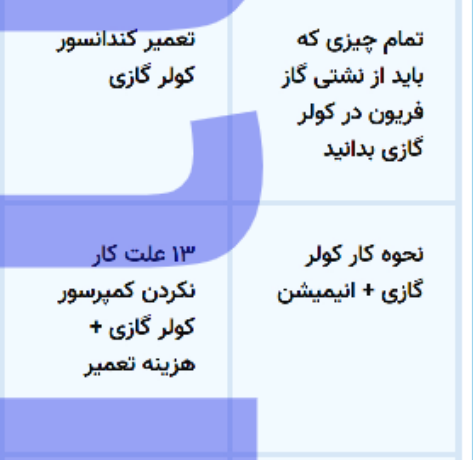 تمام چیزی که
باید از نشتی گاز
فریون در کولر
گازی بدانید
تعمیر کندانسور
کولر گازی
نحوه کار کولر
گازی + انیمیشن
۱۳ علت کار
نکردن کمپرسور
کولر گازی +
هزینه تعمیر